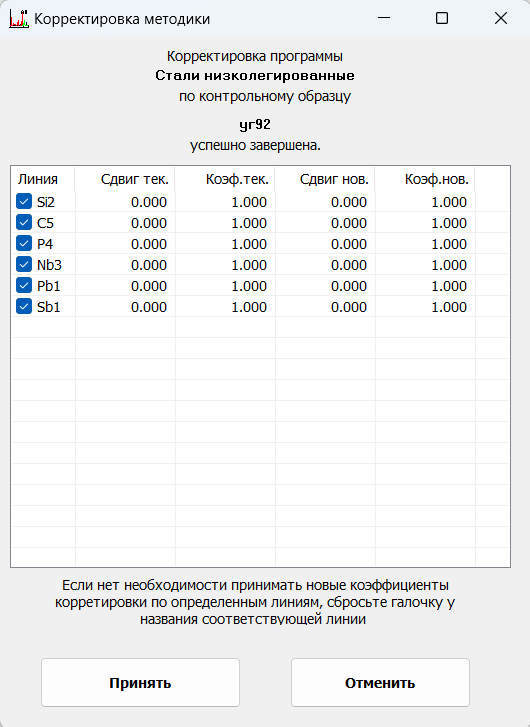 Корректировка методики
Корректировка программы
Стали низколегированные
по контрольному образцу
уг92
успешно завершена.
Линия Сдвиг тек. Коэф.тек. Сдвиг нов. Коэф.нов.
Si2 0.000 1.000 0.000 1.000
C5 0.000 1.000 0.000 1.000
P4 0.000 1.000 0.000 1.000
Nb3 0.000 1.000 0.000 1.000
Pb1 0.000 1.000 0.000 1.000
Sb1 0.000 1.000 0.000 1.000
Если нет необходимости принимать новые коэффициенты
корретировки по определенным линиям, сбросьте галочку у
названия соответствующей линии
Принять Отменить